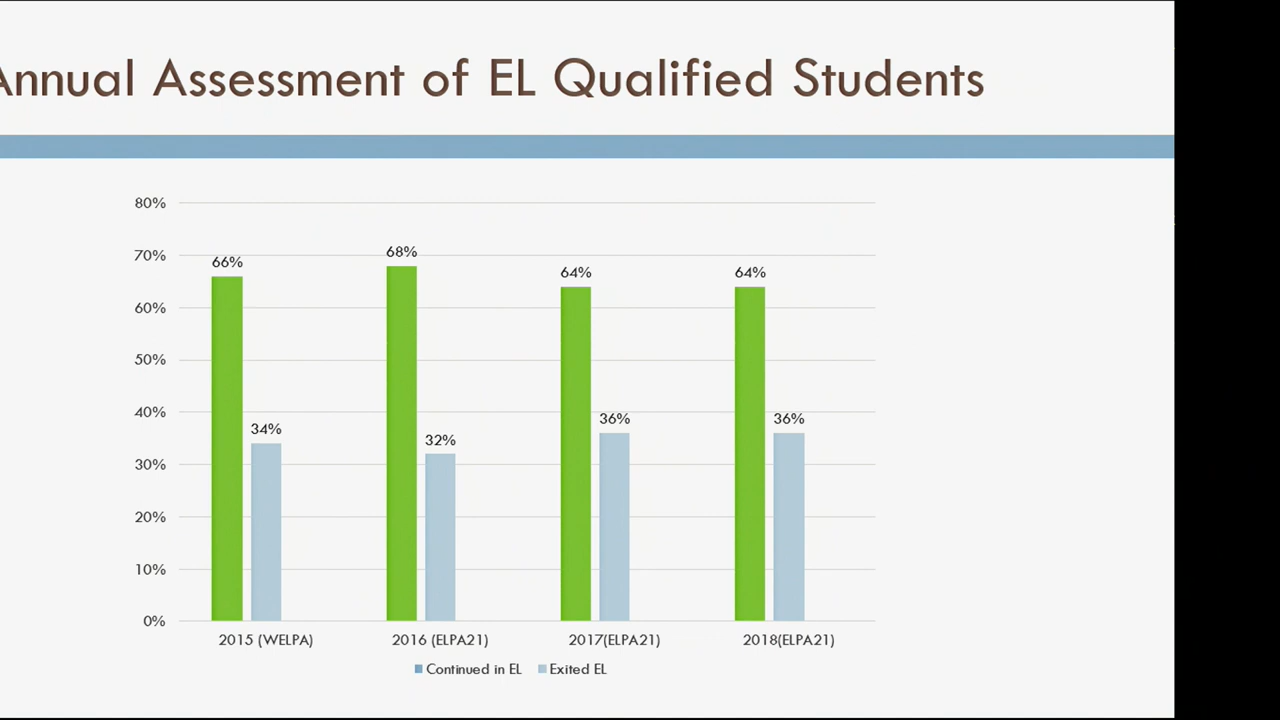 Annual Assessment of EL Qualified Students
80%
70%
60%
50%
40%
30%
20%
10%
0%
66%
34%
68%
32%
64%
36%
64%
36%
2015 (WELPA)
2016 (ELPA21)
2017(ELPA21)
2018(ELPA21)
Continued in EL
Exited EL